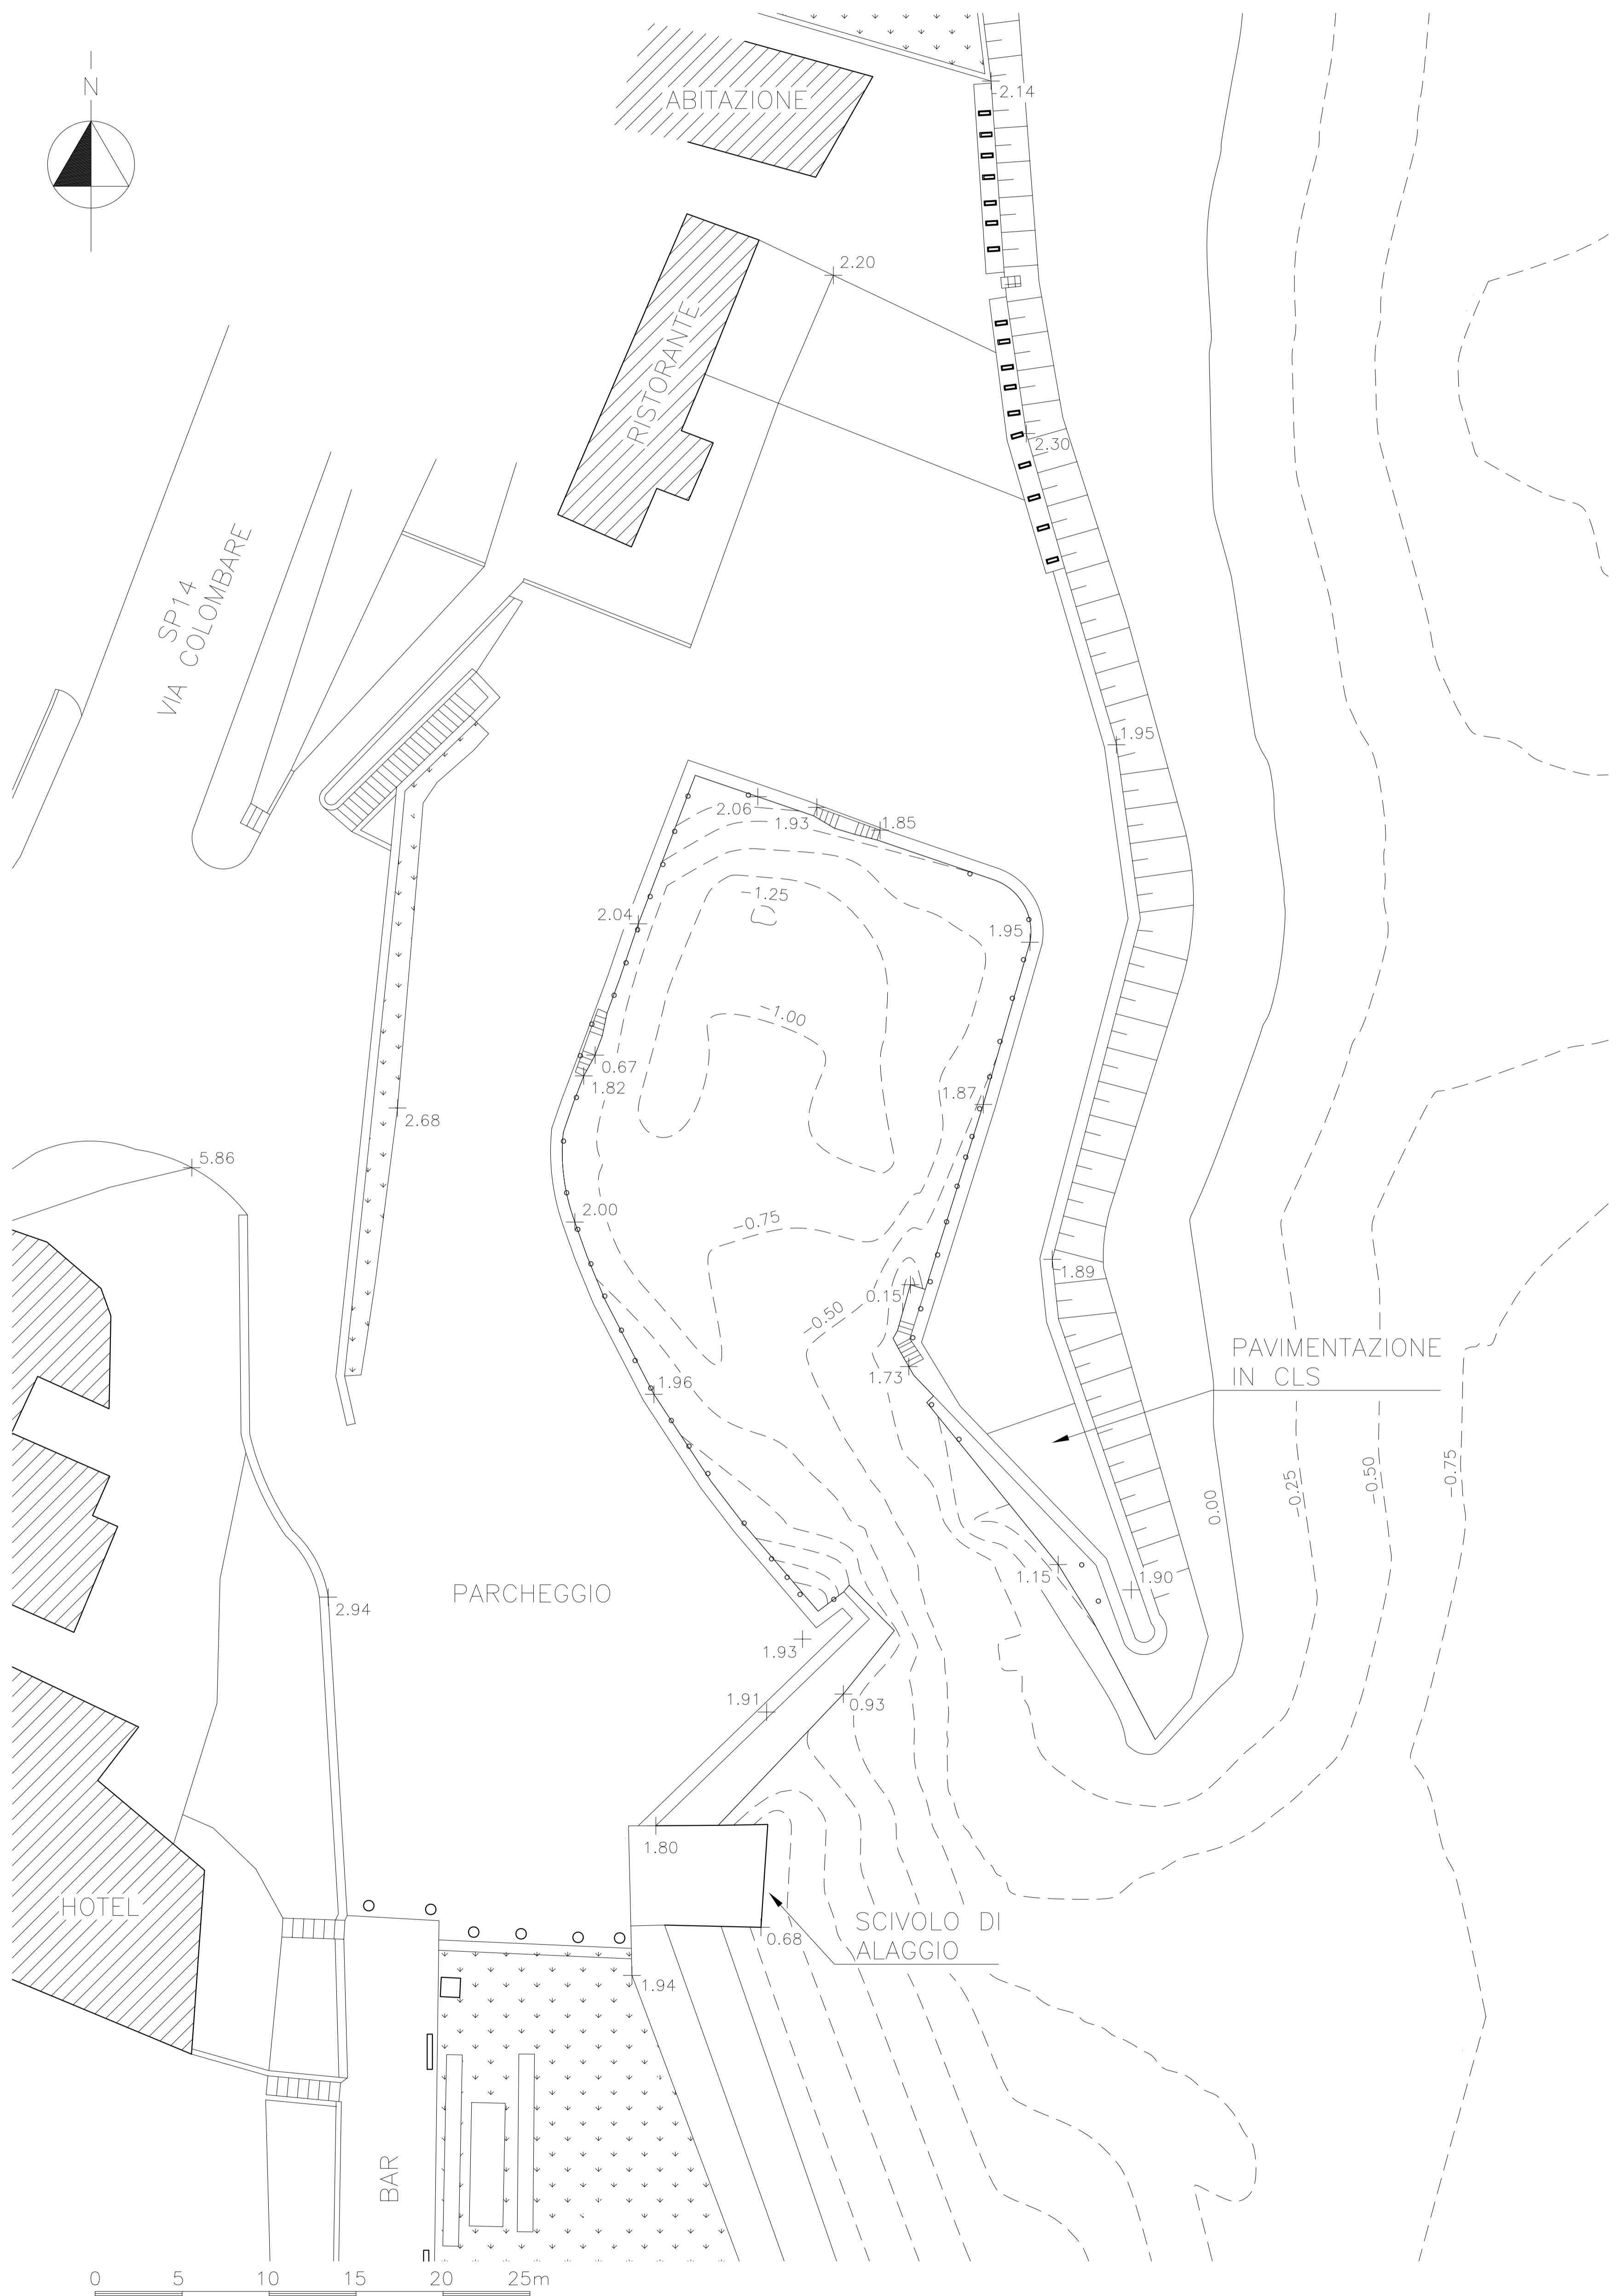 N
ABITAZIONE
2.14
2.20
RISTORANTE
2.30
SP14
VIA COLOMBARE
1.95
2.06
1.93
1.85
-1.25
2.04
1.95
-1.00
0.67
1.82
1.87
2.68
5.86
2.00
-0.75
1.89
0.15
-0.50
PAVIMENTAZIONE
IN CLS
1.73
1.96
-0.75
-0.50
-0.25
0.00
1.15
1.90
PARCHEGGIO
2.94
1.93
1.91
0.93
1.80
HOTEL
SCIVOLO DI
ALAGGIO
0.68
1.94
BAR
0 5 10 15 20 25m